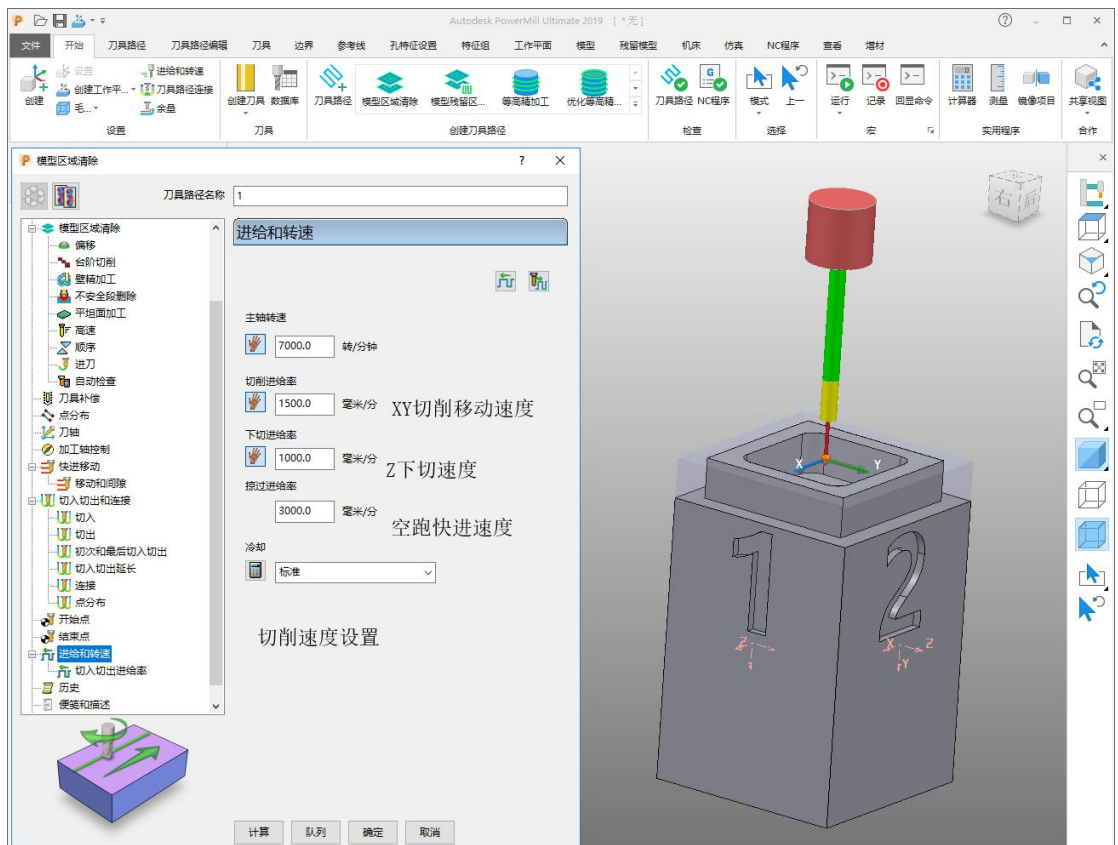 Autodesk PowerMill Ultimate 2019 [ *无 ]
文件 开始 刀具路径 刀具路径编辑 刀具 边界 参考线 孔特征设置 特征组 工作平面 模型 残留模型 机床 仿真 NC程序 查看 增材
创建
设置
创建工作平...
毛...
进给和转速
刀具路径连接
余量
创建刀具 数据库
刀具路径 模型区域清除 模型残留区... 等高精加工 优化等高精...
刀具路径 NC程序
模式 上一
运行 记录 回显命令
计算器 测量 镜像项目
共享视图
设置 刀具 创建刀具路径 检查 选择 宏 实用程序 合作
模型区域清除 ? ×
刀具路径名称 1
模型区域清除
偏移
台阶切削
壁精加工
不安全段删除
平坦面加工
高速
顺序
进刀
自动检查
刀具补偿
点分布
刀轴
加工轴控制
快进移动
移动和间隙
切入切出和连接
切入
切出
初次和最后切入切出
切入切出延长
连接
点分布
开始点
结束点
进给和转速
切入切出进给率
历史
便笺和描述
进给和转速
主轴转速
7000.0 转/分钟
切削进给率
1500.0 毫米/分 XY切削移动速度
下切进给率
1000.0 毫米/分 Z下切速度
掠过进给率
3000.0 毫米/分 空跑快进速度
冷却
标准
切削速度设置
计算 队列 确定 取消
右 后
X Y
1 2
Z X Z
Y